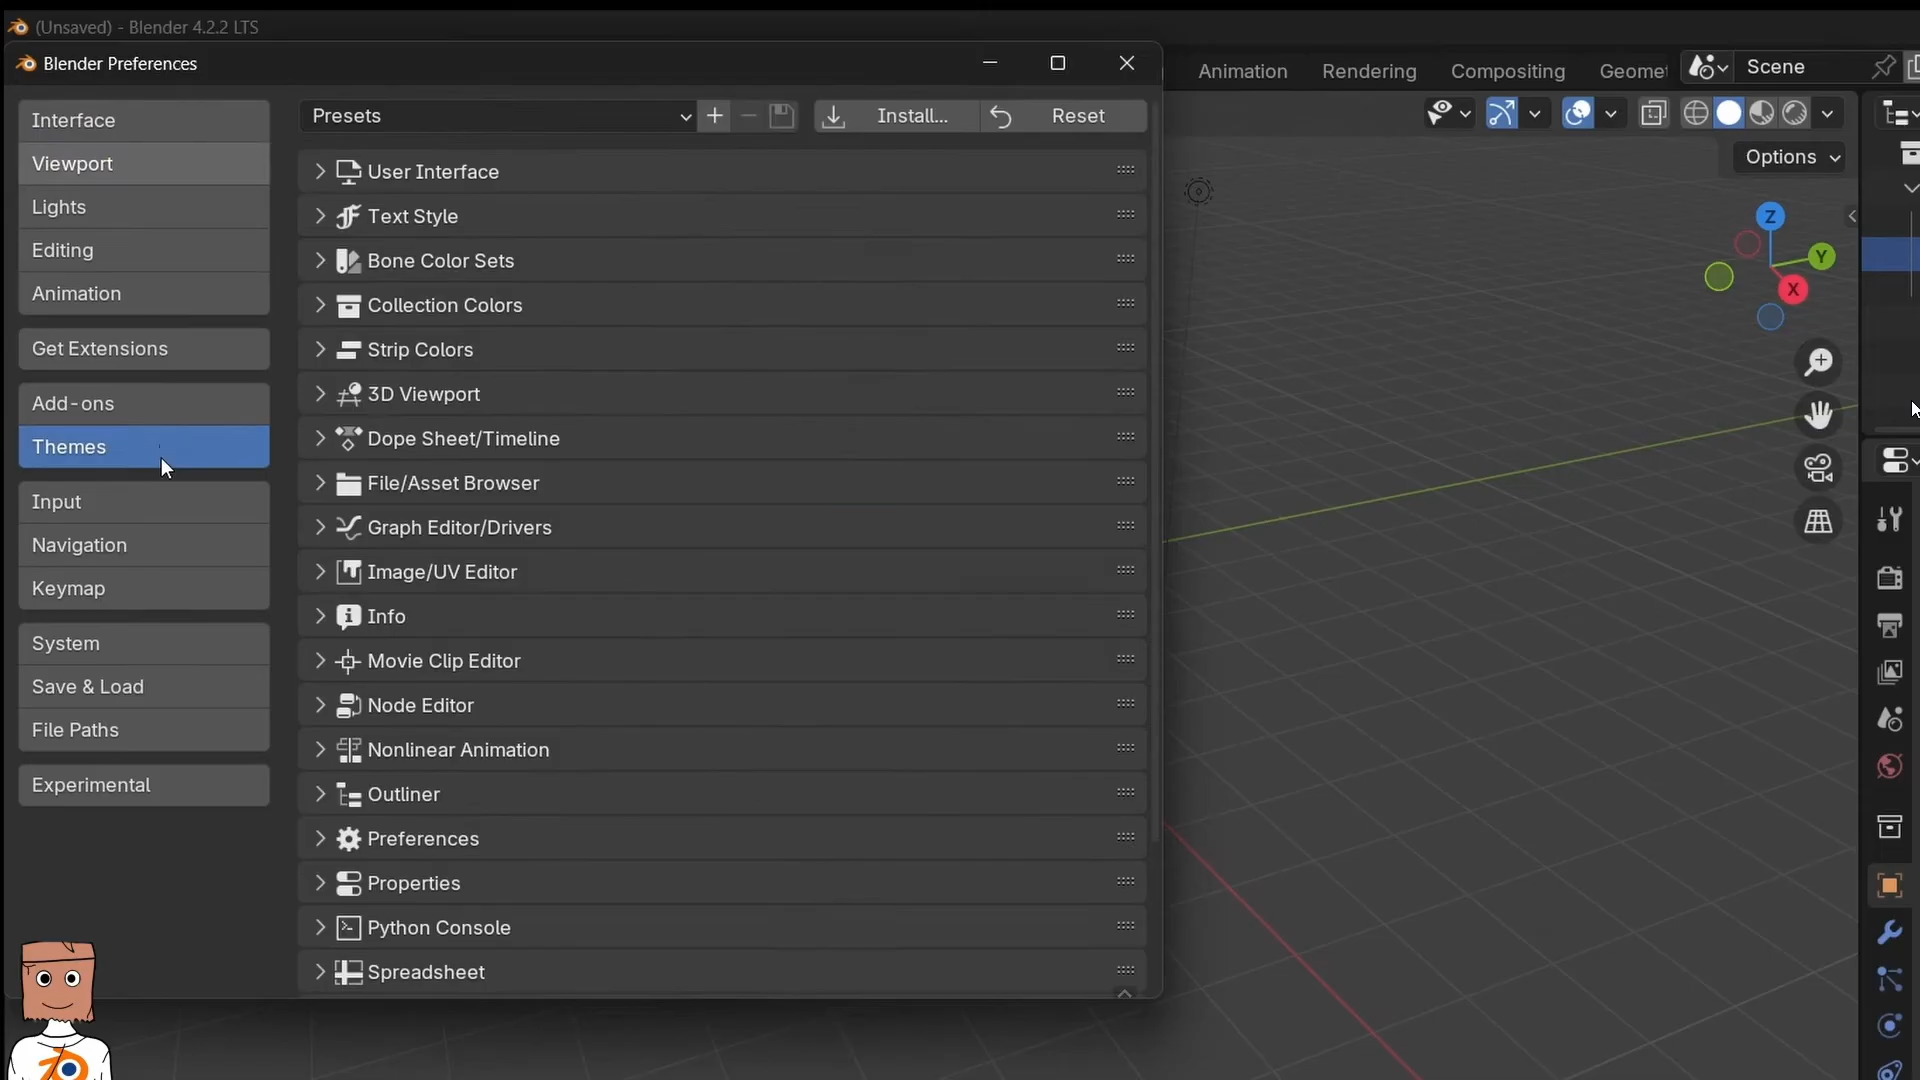 (Unsaved) - Blender 4.2.2 LTS
Blender Preferences
Animation Rendering Compositing Geomet Scene
Interface
Viewport
Lights
Editing
Animation
Get Extensions
Add-ons
Themes
Input
Navigation
Keymap
System
Save & Load
File Paths
Experimental
Presets Install... Reset
User Interface
Text Style
Bone Color Sets
Collection Colors
Strip Colors
3D Viewport
Dope Sheet/Timeline
File/Asset Browser
Graph Editor/Drivers
Image/UV Editor
Info
Movie Clip Editor
Node Editor
Nonlinear Animation
Outliner
Preferences
Properties
Python Console
Spreadsheet
Options
Z
Y
X